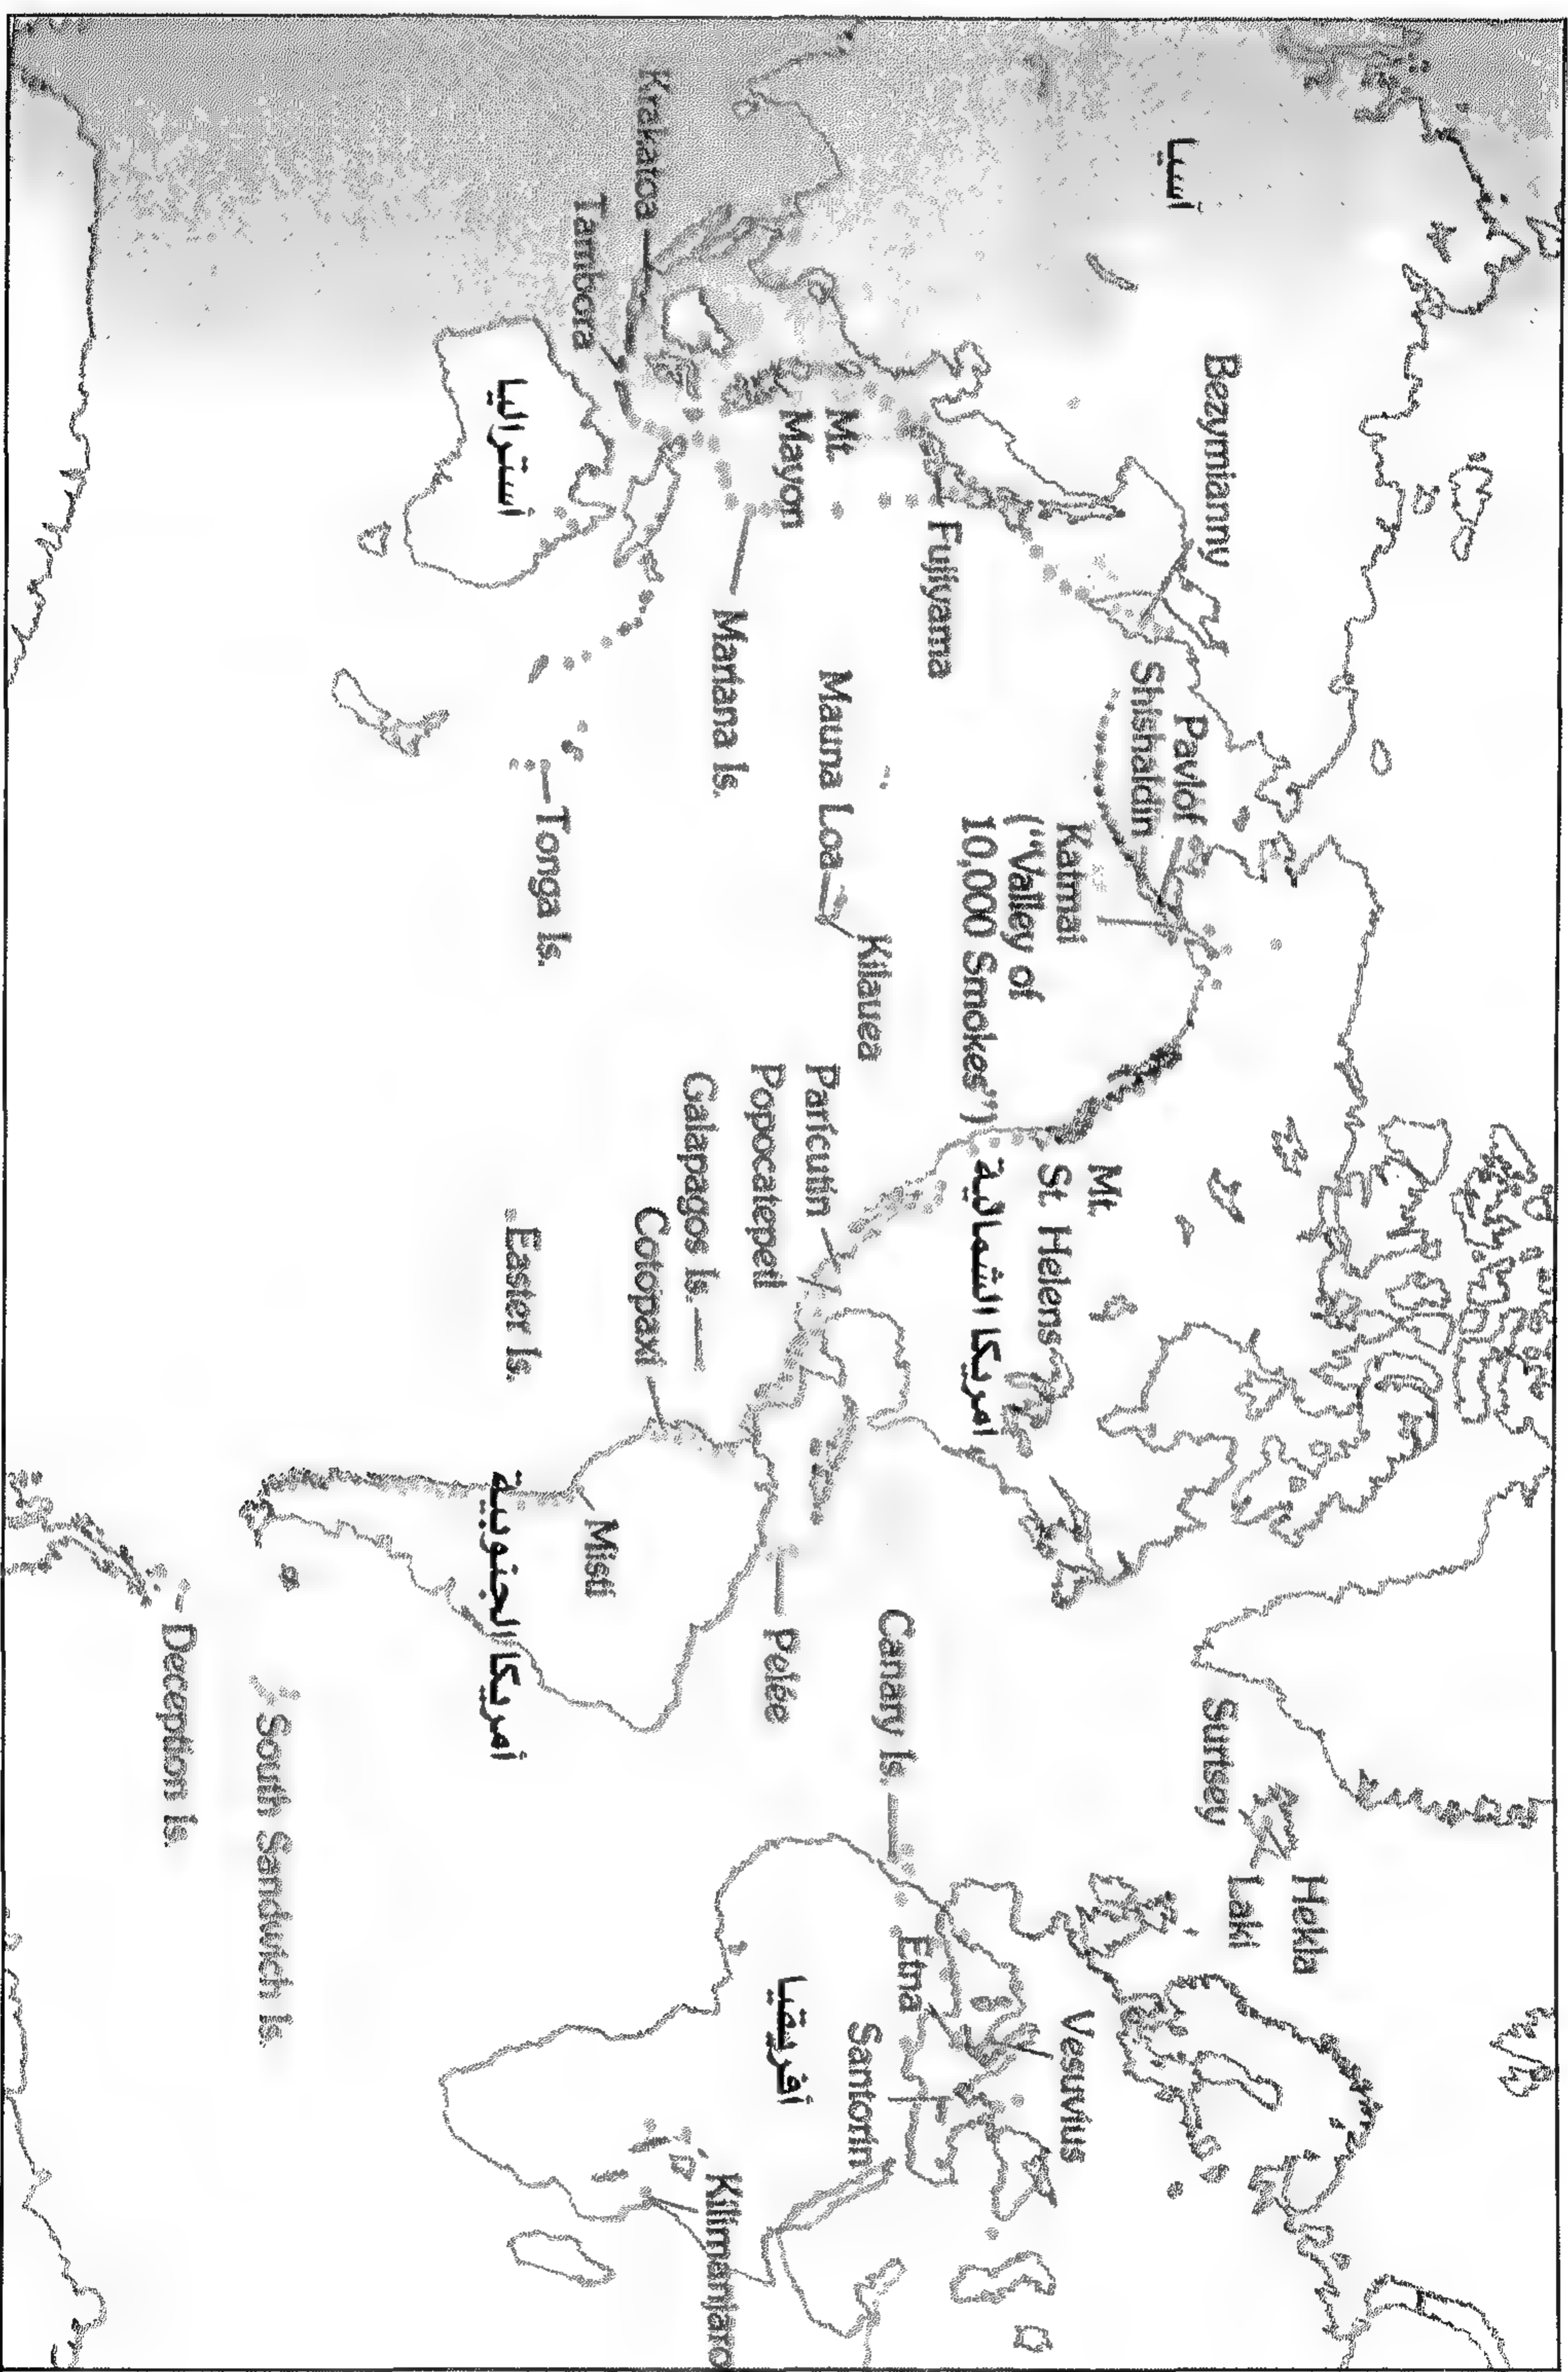 أسيا
Bezymianny
Pavlof
Shishaldin
Katmai
("Valley of
10,000 Smokes")
Mt.
St. Helens
أمريكا الشمالية
Surtsey
Hekla
Laki
Vesuvius
Etna
Santorin
Canary Is.
Fujiyama
Mt.
Mayon
Mariana Is.
Mauna Loa
Kilauea
Paricutin
Popocatepetl
Galapagos Is.
Cotopaxi
Pelée
أفريقيا
Kilimanjaro
Krakatoa
Tambora
أستراليا
Tonga Is.
Easter Is.
Misti
أمريكا الجنوبية
South Sandwich Is.
Deception Is.